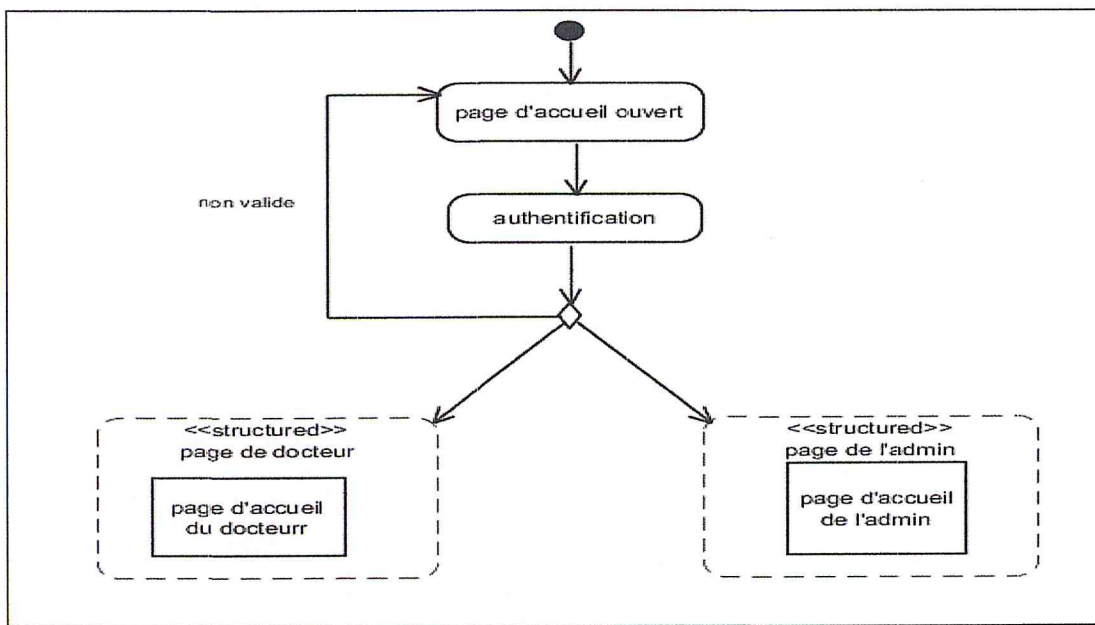 page d'accueil ouvert
non valide
authentification
<<structured>>
page de docteur
page d'accueil
du docteurr
<<structured>>
page de l'admin
page d'accueil
de l'admin